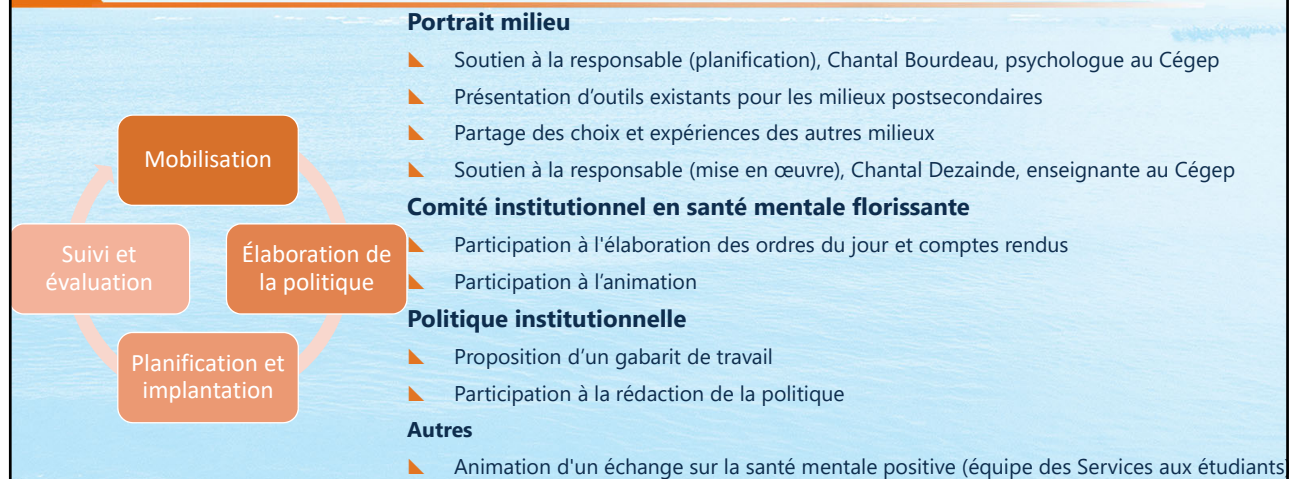 Mobilisation
Élaboration de
la politique
Planification et
implantation
Suivi et
évaluation
Portrait milieu
Soutien à la responsable (planification), Chantal Bourdeau, psychologue au Cégep
Présentation d’outils existants pour les milieux postsecondaires
Partage des choix et expériences des autres milieux
Soutien à la responsable (mise en œuvre), Chantal Dezainde, enseignante au Cégep
Comité institutionnel en santé mentale florissante
Participation à l'élaboration des ordres du jour et comptes rendus
Participation à l’animation
Politique institutionnelle
Proposition d’un gabarit de travail
Participation à la rédaction de la politique
Autres
Animation d'un échange sur la santé mentale positive (équipe des Services aux étudiants)